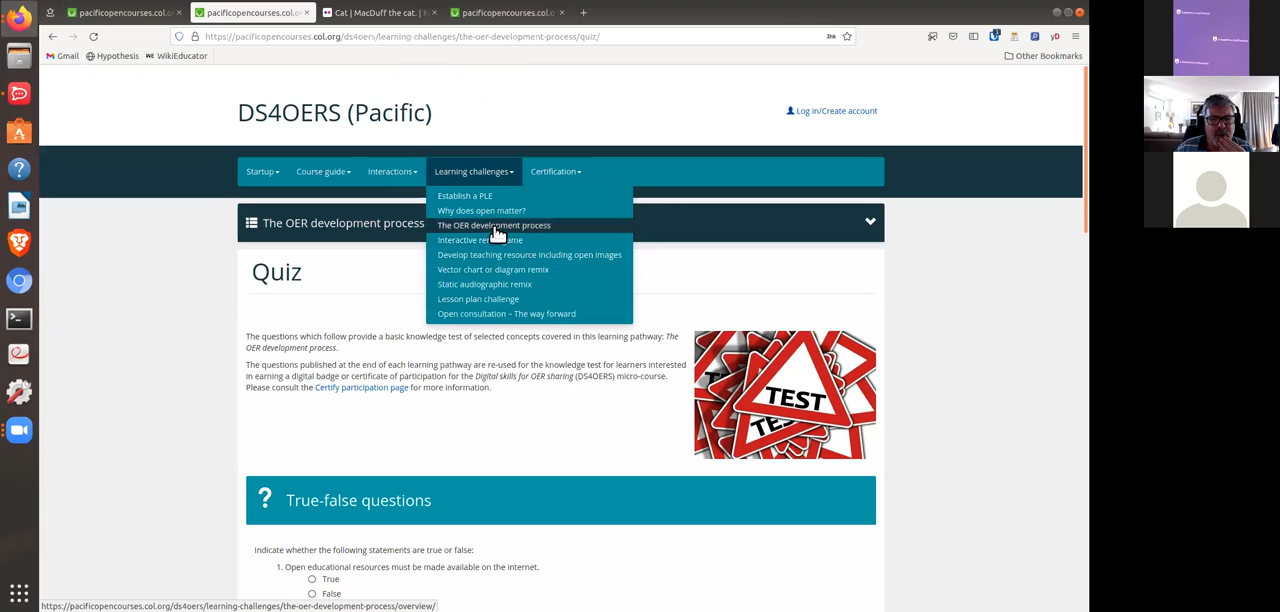 pacificopencourses.col.or
pacificopencourses.col.or
Cat | MacDuff the cat. |
pacificopencourses.col.or
https://pacificopencourses.col.org/ds4oers/learning-challenges/the-oer-development-process/quiz/
Gmail
Hypothesis
WikiEducator
Other Bookmarks
DS4OERS (Pacific)
Log in/Create account
Startup
Course guide
Interactions
Learning challenges
Certification
Establish a PLE
Why does open matter?
The OER development process
The OER development process
Develop teaching resource including open images
Vector chart or diagram remix
Static audiographic remix
Lesson plan challenge
Open consultation – The way forward
Quiz
The questions which follow provide a basic knowledge test of selected concepts covered in this learning pathway: The
OER development process.
The questions published at the end of each learning pathway are re-used for the knowledge test for learners interested
in earning a digital badge or certificate of participation for the Digital skills for OER sharing (DS4OERS) micro-course.
Please consult the Certify participation page for more information.
TEST
? True-false questions
Indicate whether the following statements are true or false:
1. Open educational resources must be made available on the internet.
True
False
https://pacificopencourses.col.org/ds4oers/learning-challenges/the-oer-development-process/overview/